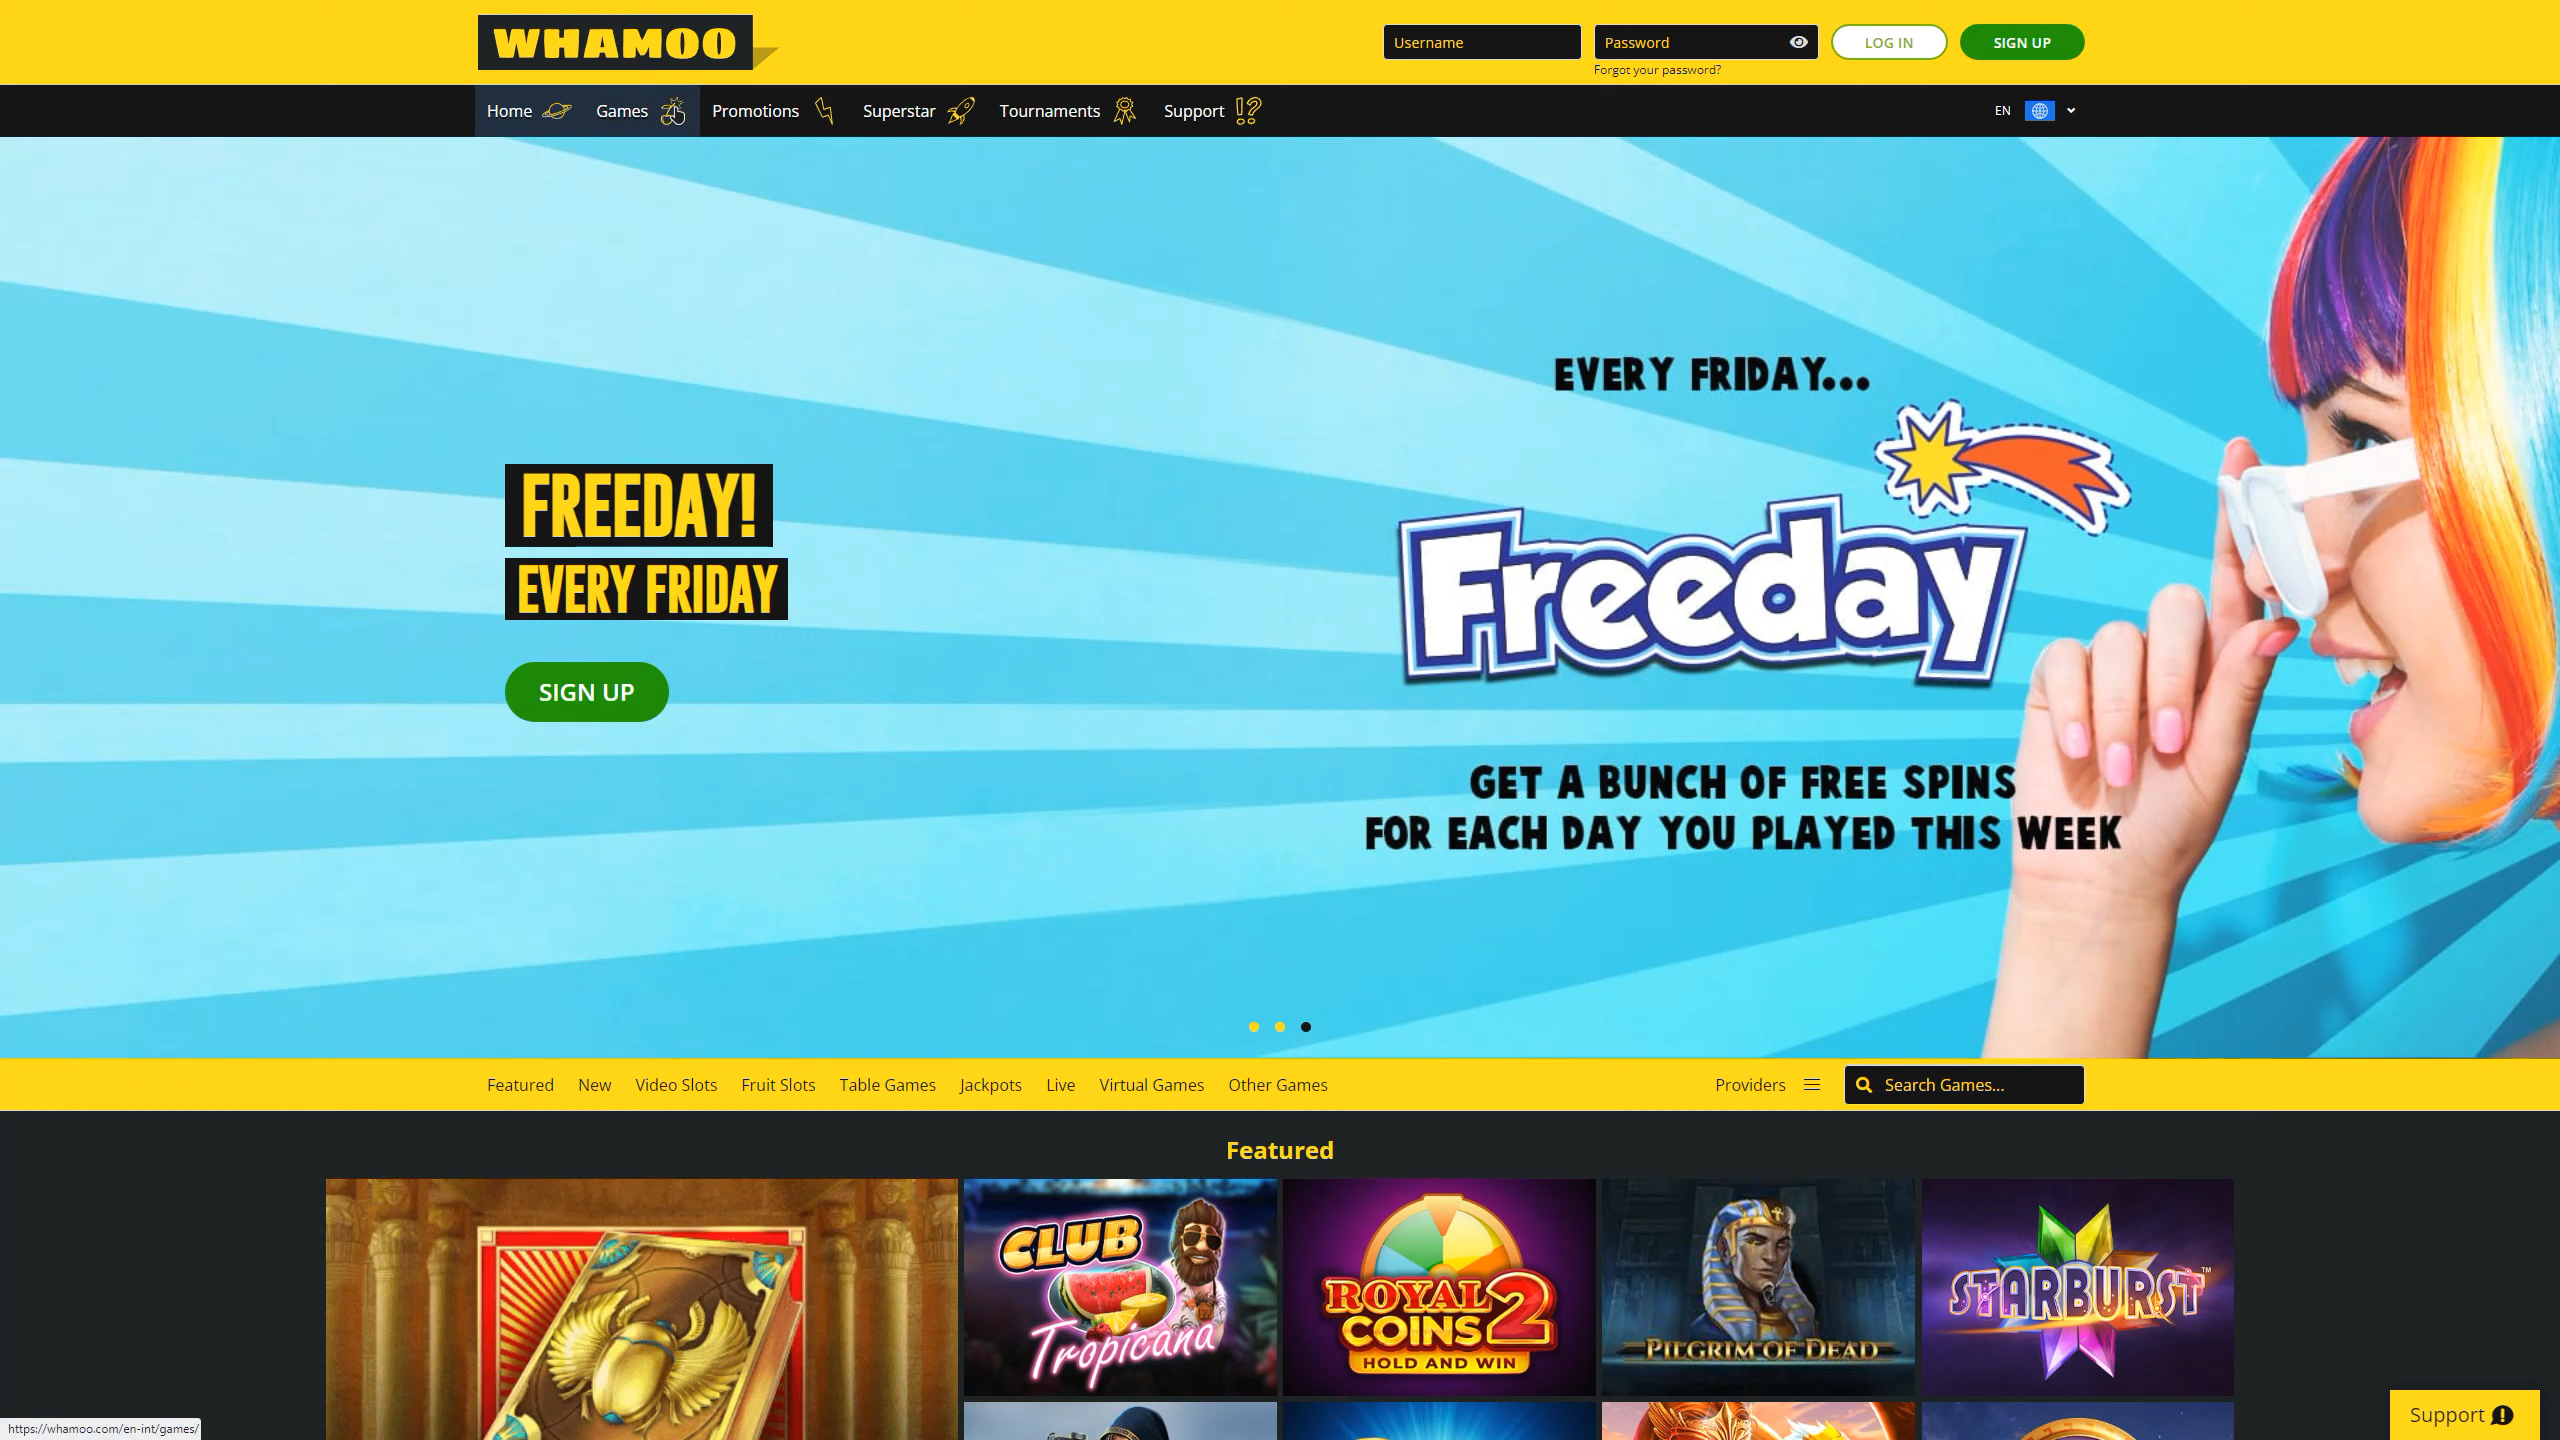 WHAMOO
Username
Password
LOG IN
SIGN UP
Forgot your password?
Home
Games
Promotions
Superstar
Tournaments
Support
EN
EVERY FRIDAY...
Freeday
GET A BUNCH OF FREE SPINS
FOR EACH DAY YOU PLAYED THIS WEEK
FREEDAY!
EVERY FRIDAY
SIGN UP
Featured
New
Video Slots
Fruit Slots
Table Games
Jackpots
Live
Virtual Games
Other Games
Providers
Search Games...
Featured
CLUB
Tropicana
ROYAL
COINS 2
HOLD AND WIN
PILGRIM OF DEAD
STARBURST™
https://whamoo.com/en-int/games/
Support